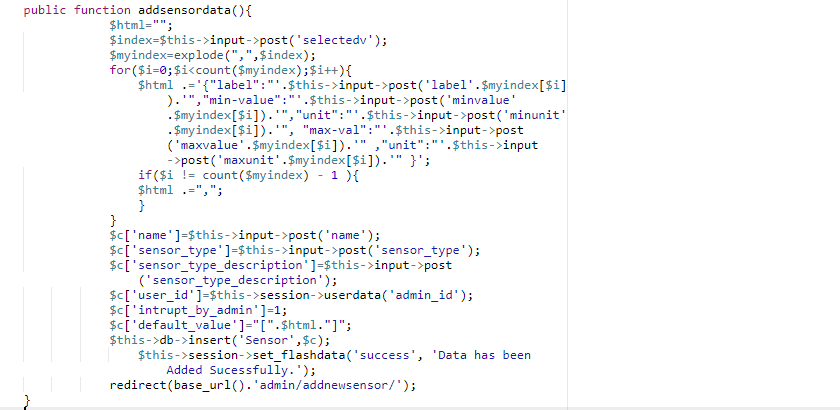 public function addsensordata(){
$html="";
$index=$this->input->post('selectedv');
$myindex=explode(",",$index);
for($i=0;$i<count($myindex);$i++){
$html .='{"label":"'.$this->input->post('label'.$myindex[$i]
).'","min-value":"'.$this->input->post('minvalue'
.$myindex[$i]).'","unit":"'.$this->input->post('minunit'
.$myindex[$i]).'", "max-val":"'.$this->input->post
('maxvalue'.$myindex[$i]).'" ,"unit":"'.$this->input
->post('maxunit'.$myindex[$i]).'" }';
if($i != count($myindex) - 1 ){
$html .=",";
}
}
$c['name']=$this->input->post('name');
$c['sensor_type']=$this->input->post('sensor_type');
$c['sensor_type_description']=$this->input->post
('sensor_type_description');
$c['user_id']=$this->session->userdata('admin_id');
$c['intrupt_by_admin']=1;
$c['default_value']="[".$html."]";
$this->db->insert('Sensor',$c);
$this->session->set_flashdata('success', 'Data has been
Added Sucessfully.');
redirect(base_url().'admin/addnewsensor/');
}